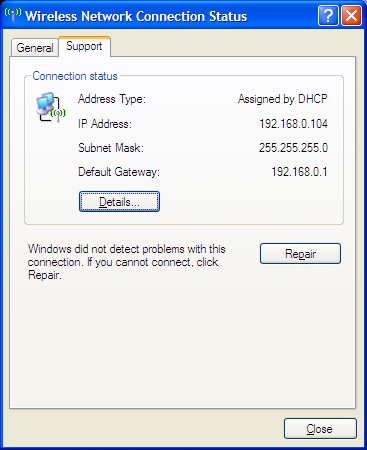 Wireless Network Connection Status
General
Support
Connection status
Address Type:
Assigned by DHCP
IP Address:
192.168.0.104
Subnet Mask:
255.255.255.0
Default Gateway:
192.168.0.1
Details...
Windows did not detect problems with this
connection. If you cannot connect, click
Repair.
Repair
Close